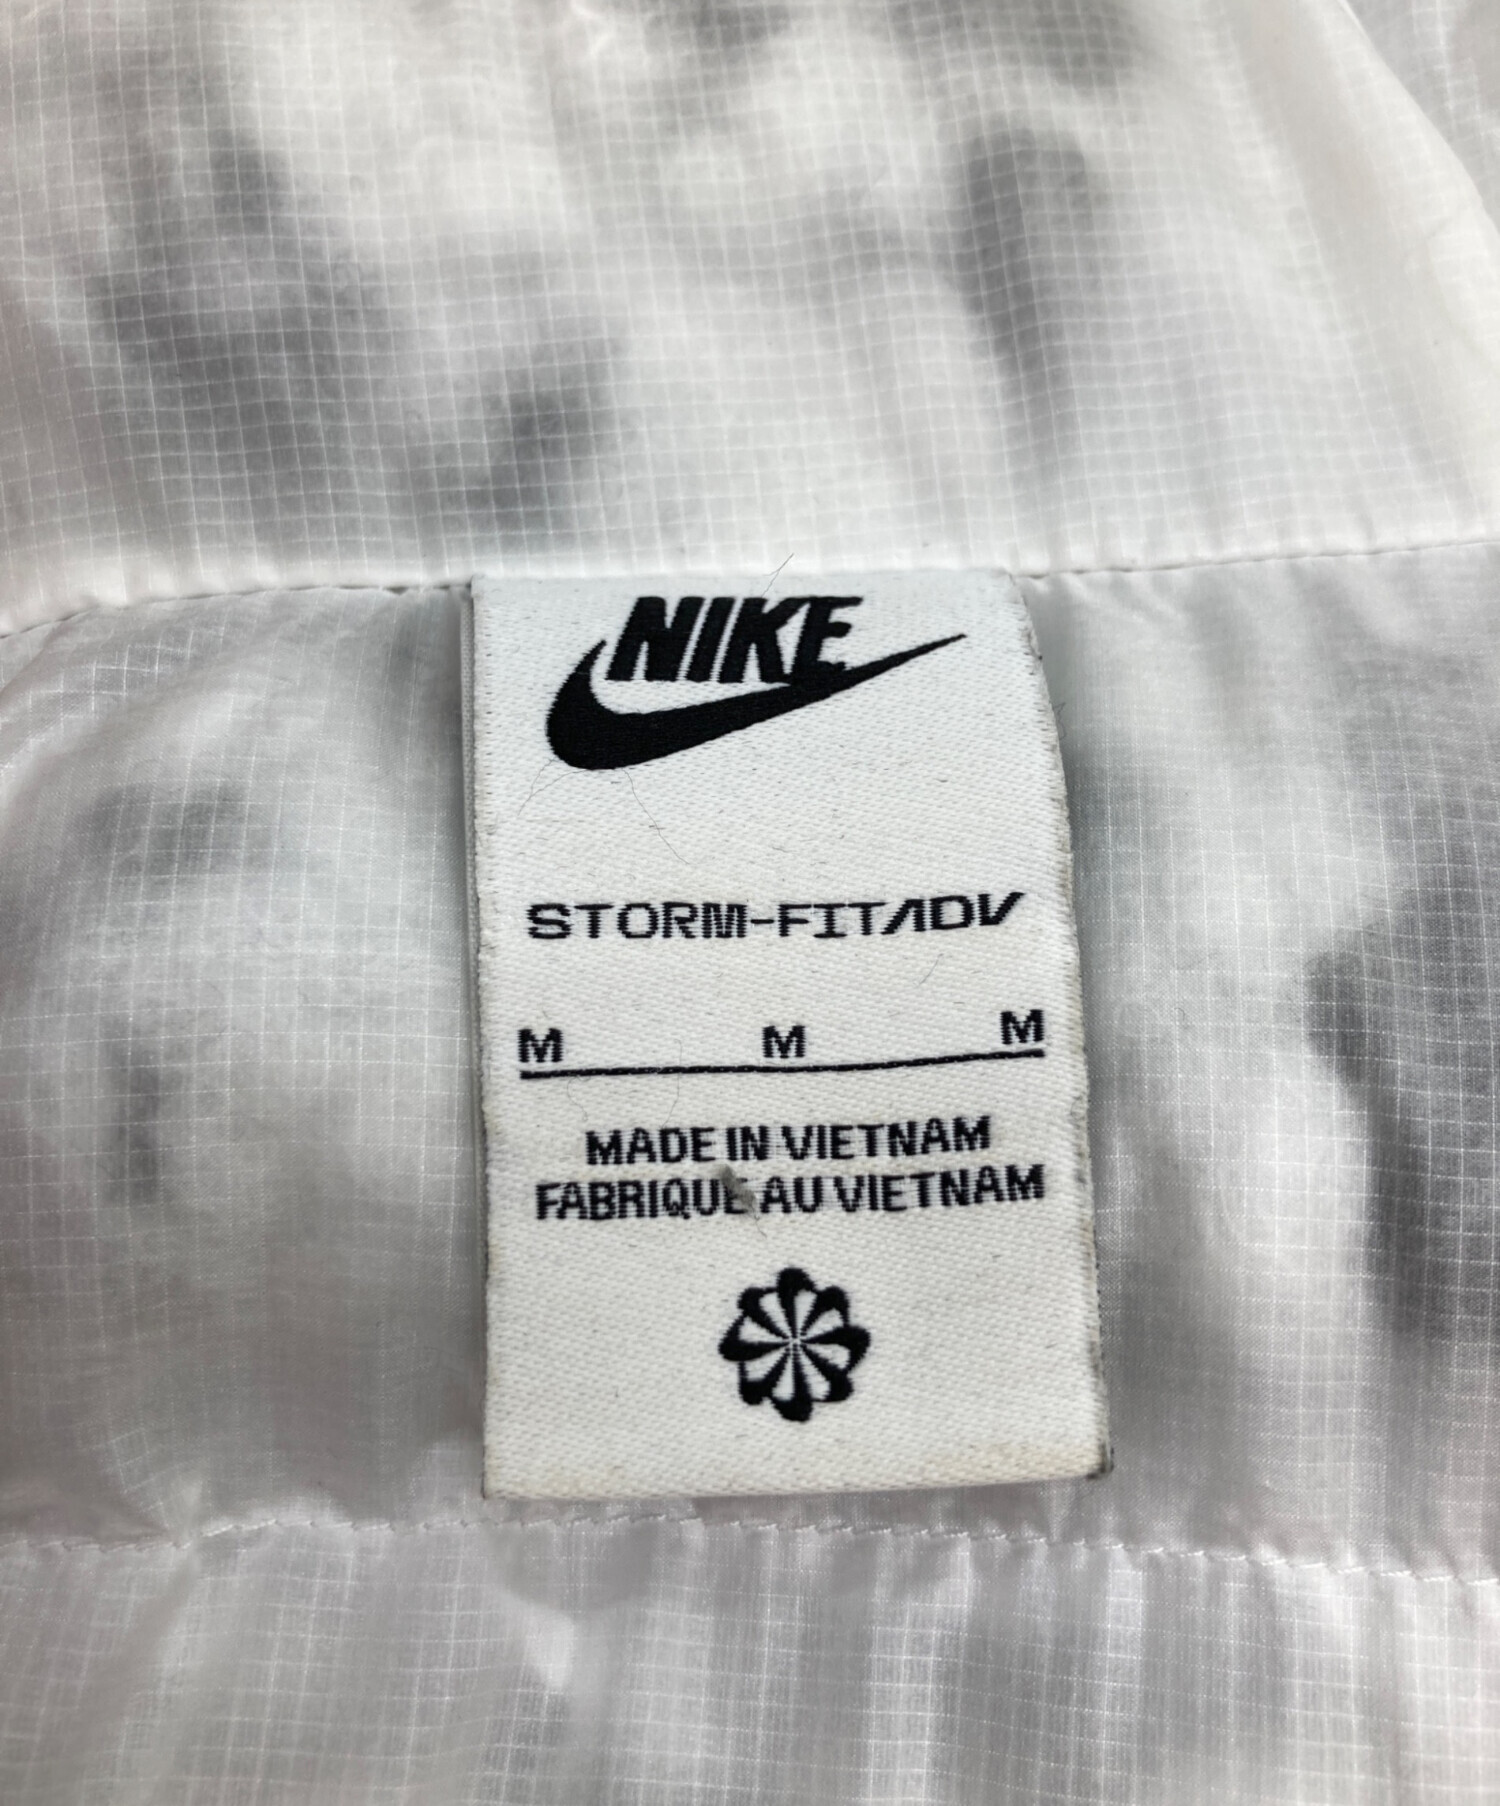 NIKE
STORM-FIT ADV
M M M
MADE IN VIETNAM
FABRIQUE AU VIETNAM